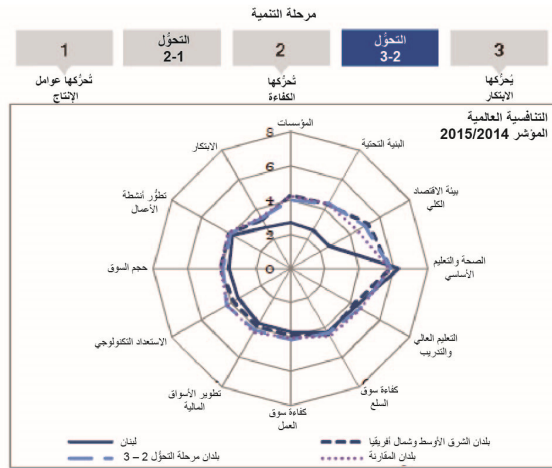 مرحلة التنمية
1
التحوُّل
2-1
2
التحوُّل
3-2
3
تُحرِّكها عوامل
الإنتاج
تُحرِّكها
الكفاءة
يُحرِّكها
الابتكار
التنافسية العالمية
المؤشر 2015/2014
المؤسسات
البنية التحتية
بيئة الاقتصاد
الكلي
الصحة والتعليم
الأساسي
التعليم العالي
والتدريب
كفاءة سوق
السلع
كفاءة سوق
العمل
تطوير الأسواق
المالية
الاستعداد التكنولوجي
حجم السوق
تطوُّر أنشطة
الأعمال
الابتكار
8
6
4
2
0
لبنان
بلدان الشرق الأوسط وشمال أفريقيا
بلدان مرحلة التحوُّل 2 – 3
بلدان المقارنة